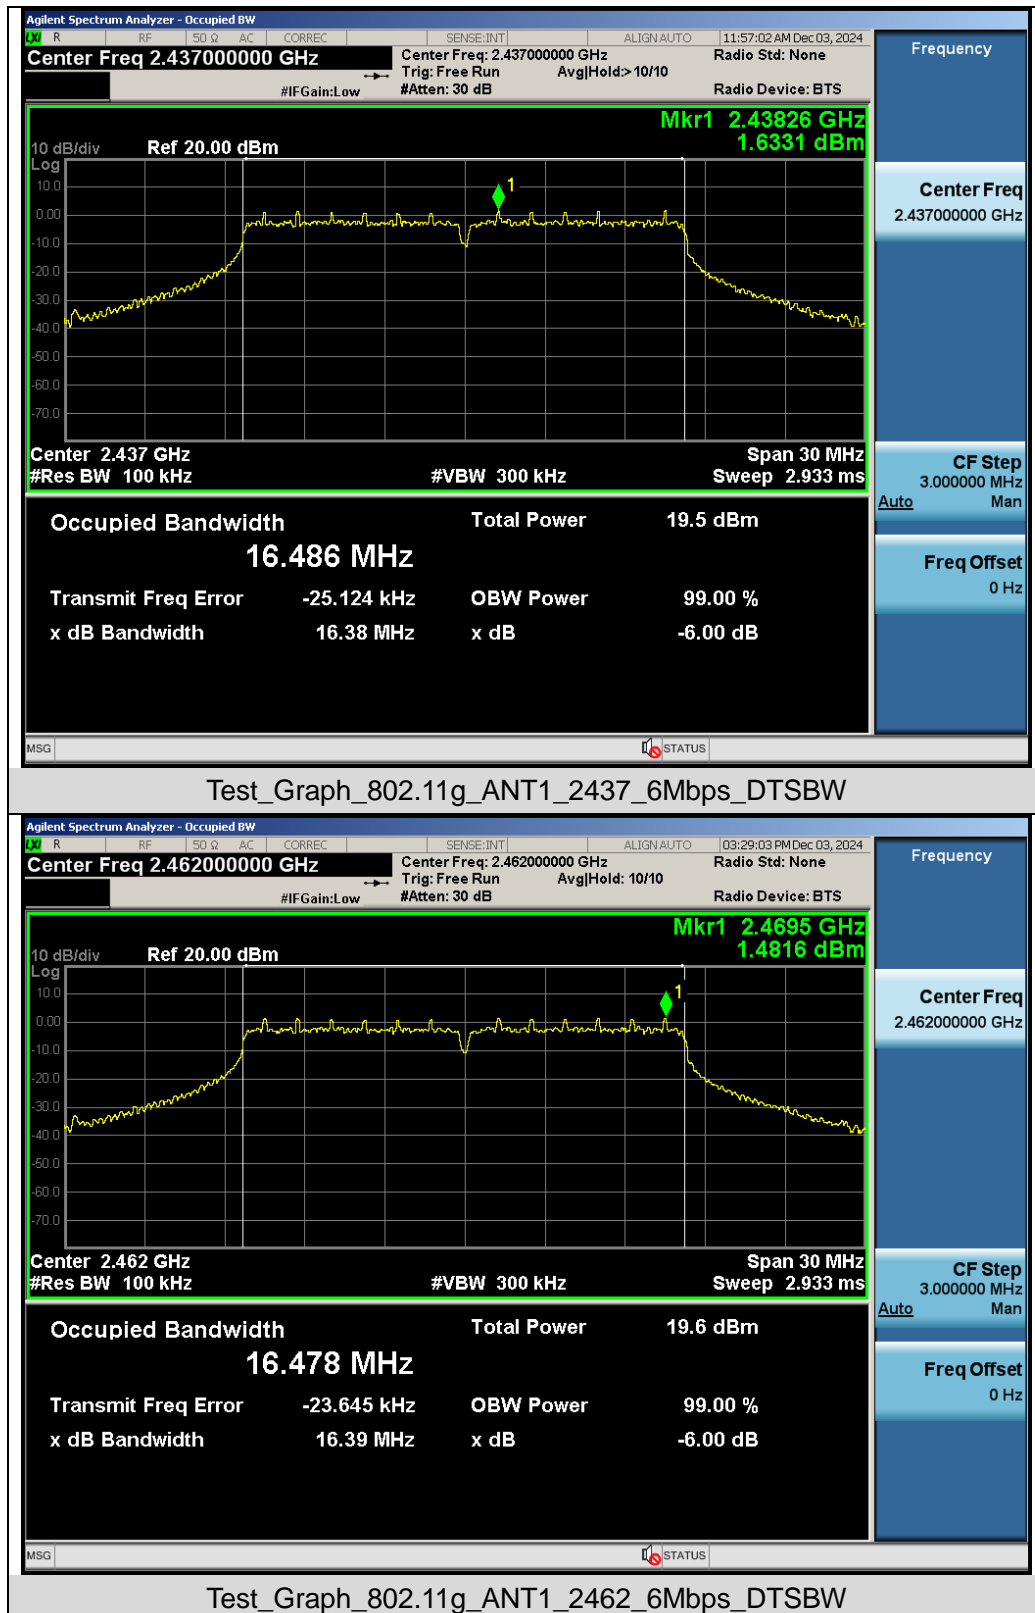 Agilent Spectrum Analyzer - Occupied BW
LXI R RF 50 Ω AC CORREC SENSE:INT ALIGN AUTO 11:57:02 AM Dec 03, 2024
Center Freq 2.437000000 GHz Center Freq: 2.437000000 GHz Radio Std: None Frequency
Trig: Free Run Avg|Hold:> 10/10
#IFGain:Low #Atten: 30 dB Radio Device: BTS
Mkr1 2.43826 GHz
10 dB/div Ref 20.00 dBm 1.6331 dBm
Log
10.0
1
0.00
-10.0
-20.0
-30.0
-40.0
-50.0
-60.0
-70.0
Center Freq
2.437000000 GHz
Center 2.437 GHz Span 30 MHz
#Res BW 100 kHz #VBW 300 kHz Sweep 2.933 ms
CF Step
3.000000 MHz
Auto Man
Occupied Bandwidth Total Power 19.5 dBm
16.486 MHz
Freq Offset
0 Hz
Transmit Freq Error -25.124 kHz OBW Power 99.00 %
x dB Bandwidth 16.38 MHz x dB -6.00 dB
MSG STATUS
Test_Graph_802.11g_ANT1_2437_6Mbps_DTSBW
Agilent Spectrum Analyzer - Occupied BW
LXI R RF 50 Ω AC CORREC SENSE:INT ALIGN AUTO 03:29:03 PM Dec 03, 2024
Center Freq 2.462000000 GHz Center Freq: 2.462000000 GHz Radio Std: None Frequency
Trig: Free Run Avg|Hold: 10/10
#IFGain:Low #Atten: 30 dB Radio Device: BTS
Mkr1 2.4695 GHz
10 dB/div Ref 20.00 dBm 1.4816 dBm
Log
10.0
1
0.00
-10.0
-20.0
-30.0
-40.0
-50.0
-60.0
-70.0
Center Freq
2.462000000 GHz
Center 2.462 GHz Span 30 MHz
#Res BW 100 kHz #VBW 300 kHz Sweep 2.933 ms
CF Step
3.000000 MHz
Auto Man
Occupied Bandwidth Total Power 19.6 dBm
16.478 MHz
Freq Offset
0 Hz
Transmit Freq Error -23.645 kHz OBW Power 99.00 %
x dB Bandwidth 16.39 MHz x dB -6.00 dB
MSG STATUS
Test_Graph_802.11g_ANT1_2462_6Mbps_DTSBW